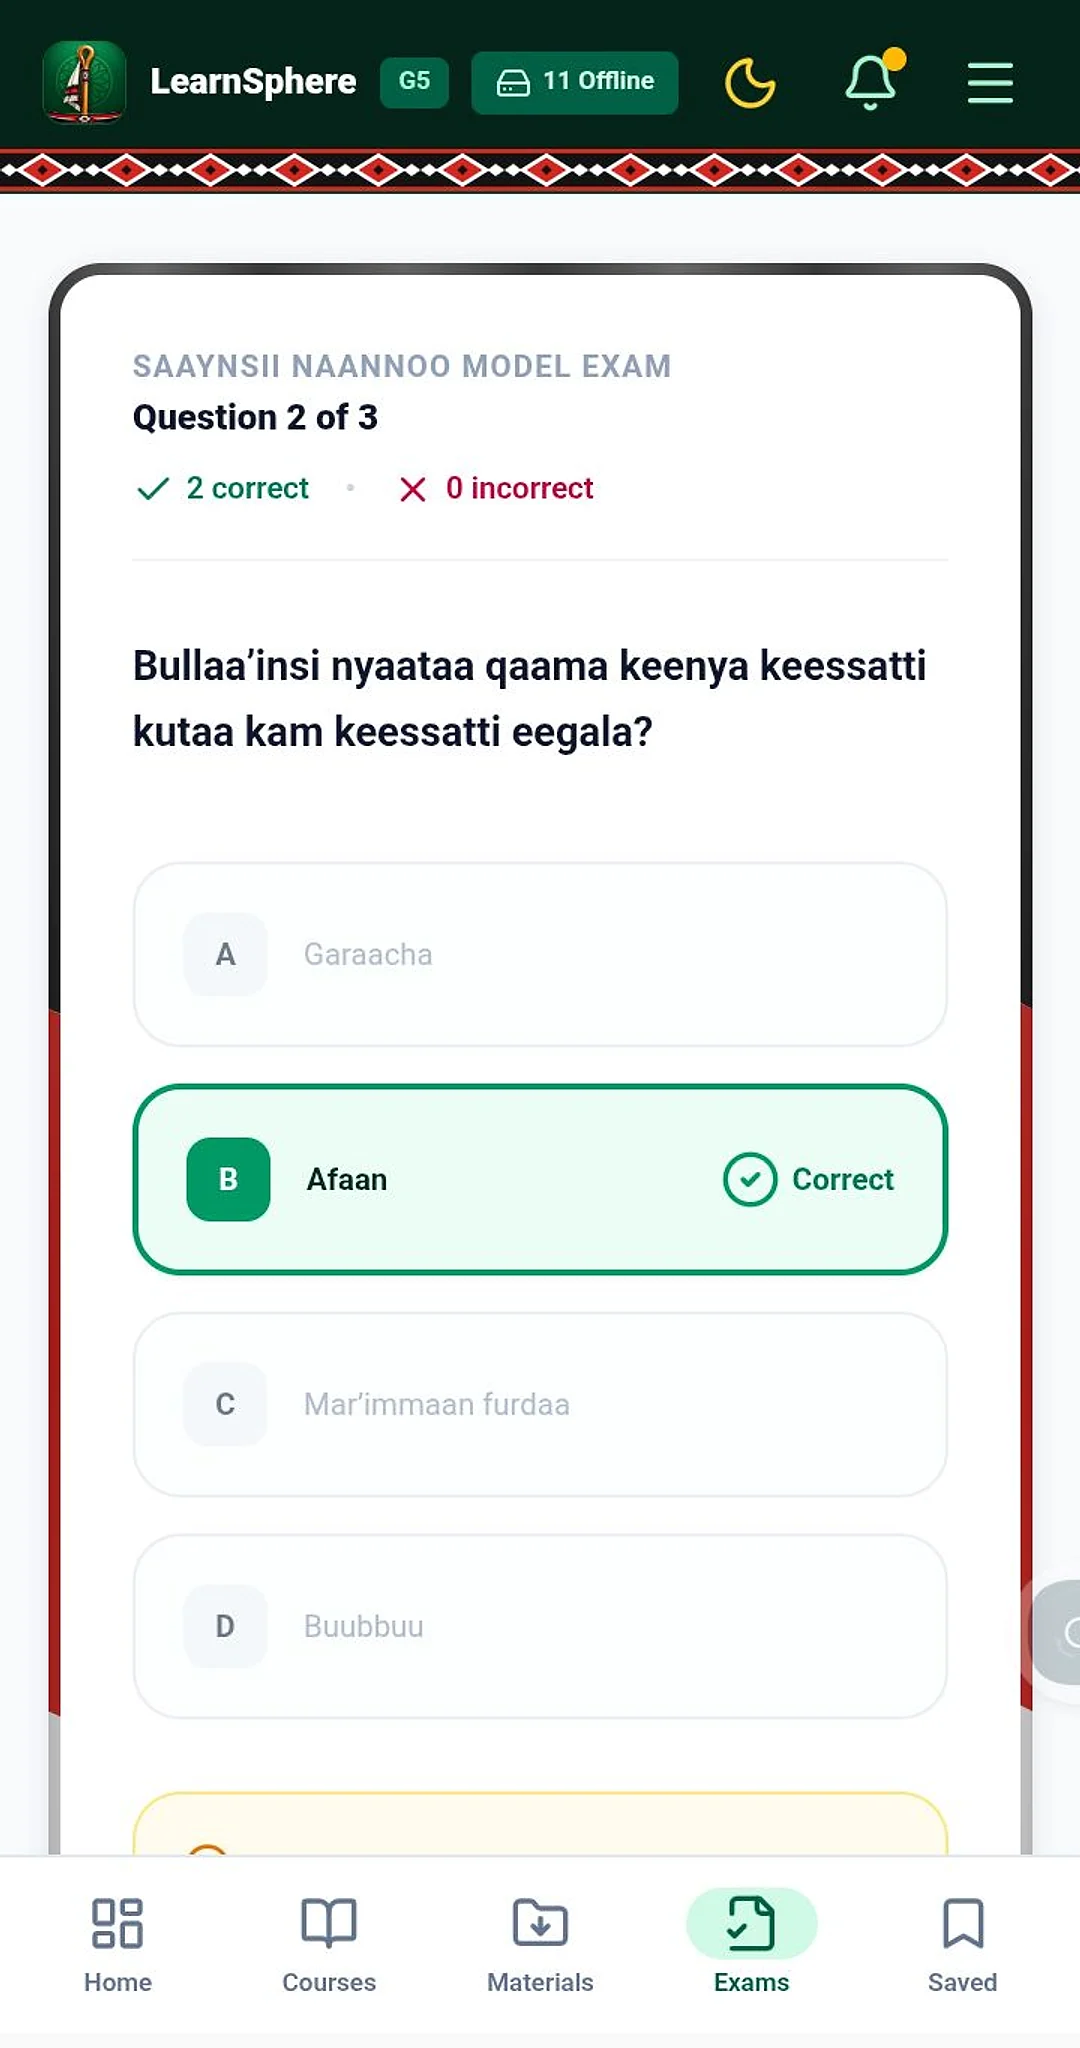 LearnSphere G5 11 Offline
SAAYNSII NAANNOO MODEL EXAM
Question 2 of 3
2 correct • 0 incorrect
Bullaa’insi nyaataa qaama keenya keessatti
kutaa kam keessatti eegala?
A Garaacha
B Afaan Correct
C Mar’immaan furdaa
D Buubbuu
Home Courses Materials Exams Saved